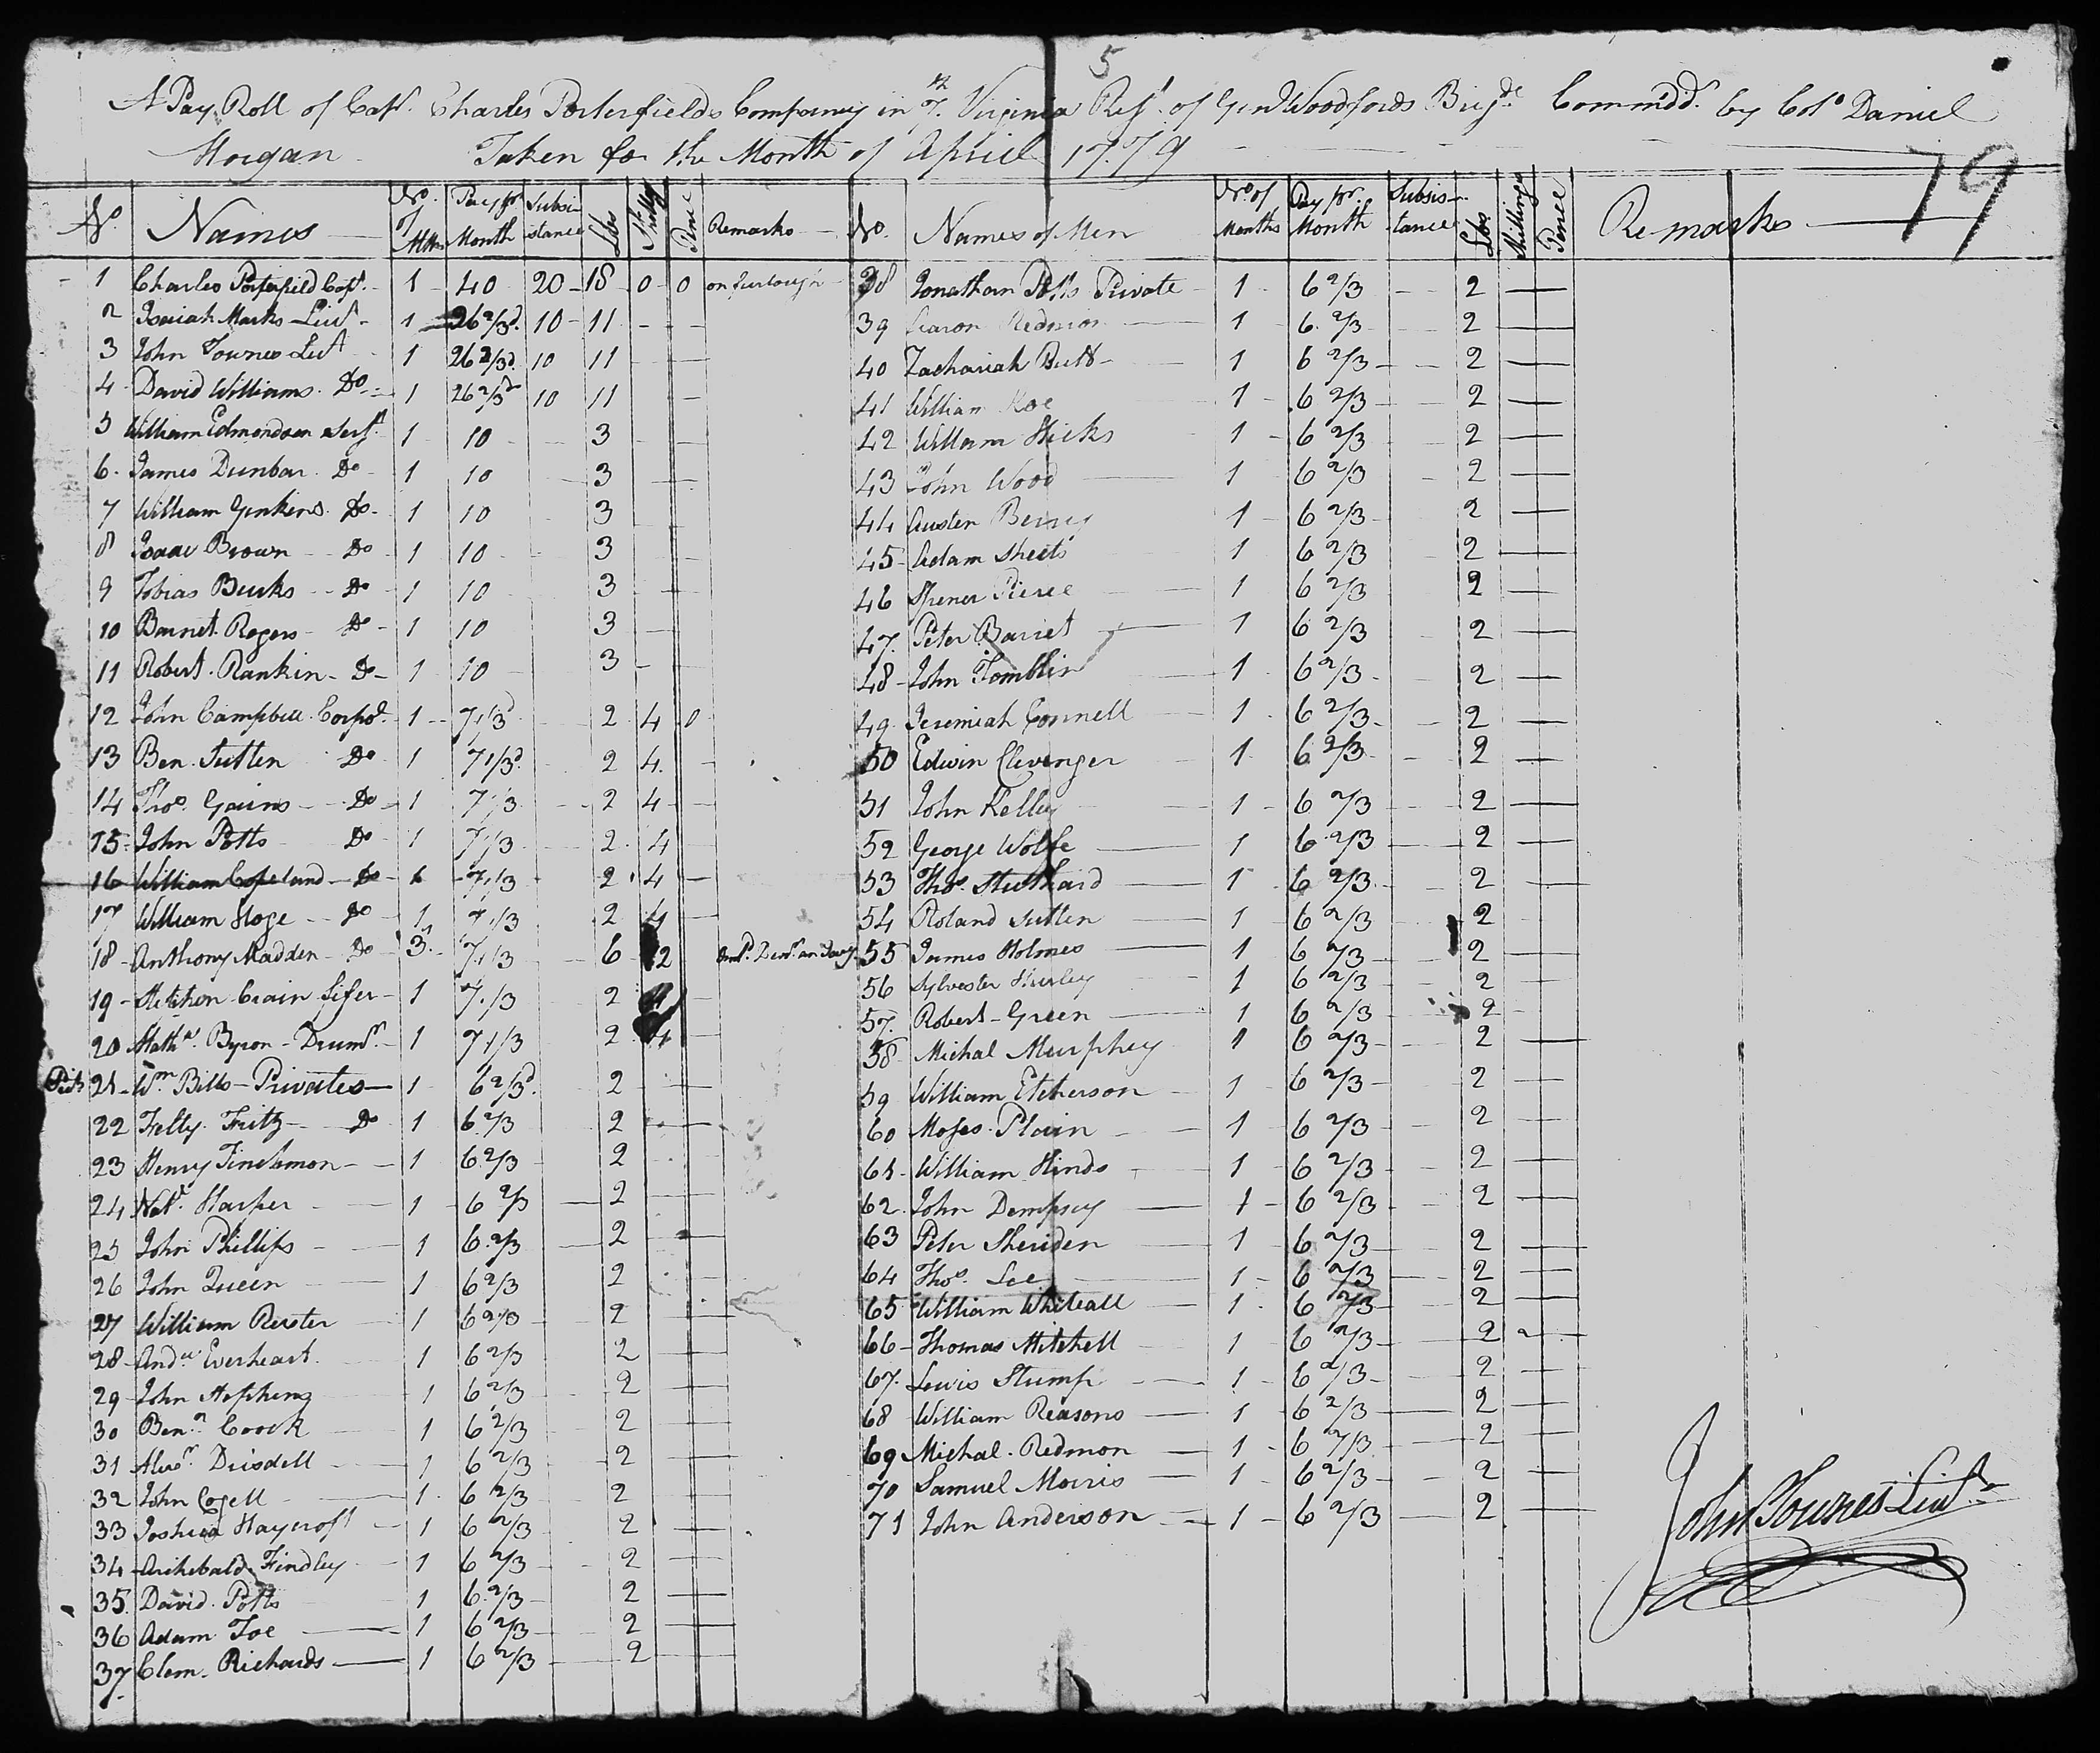 5
A Pay Roll of Capt. Charles Porterfields Company in 7th. Virginia Regt. of Genl Woodfords Brigde. Commdd. by Colo Daniel
Morgan Taken for the Month of April 1779
19
No. Names No. of Mths Pay pr. Month Subsistance Lbs Shillgs Pence Remarks
1 Charles Porterfield Capt. 1 40 20 18 0 0 on furlough
2 Isaiah Marks Liut. 1 26 2/3d. 10 11
3 John Townes Liut 1 26 2/3d. 10 11
4 David Williams Do. 1 26 2/3d 10 11
5 William Edmondson Serjt. 1 10 3
6 James Dunbar Do 1 10 3
7 William Jenkins Do 1 10 3
8 Isaac Brown Do 1 10 3
9 Tobias Burks Do 1 10 3
10 Barnet Rogers Do 1 10 3
11 Robert Rankin Do 1 10 3
12 John Campbell Corpol. 1 7 1/3d 2 4 0
13 Ben. Sutten Do 1 7 1/3d. 2 4
14 Thos. Gains Do 1 7 1/3 2 4
15 John Potts Do 1 7 1/3 2 4
16 William Copeland Do 1 7 1/3 2 4
17 William Hoge Do 1 7 1/3 2 4
18 Anthony Madden Do 3 7 1/3 6 12
19 Crain fifer 1 7 1/3 2 4
20 Mathw. Byron Drumr. 1 7 1/3 2 4
21 Wm Bills Privates 1 6 2/3d. 2
22 Felty Fritz Do 1 6 2/3 2
23 Henry Finchmon 1 6 2/3 2
24 Natl. Harper 1 6 2/3 2
25 John Phillips 1 6 2/3 2
26 John Queen 1 6 2/3 2
27 William Rester 1 6 2/3 2
28 Andw Everheart 1 6 2/3 2
29 John Hopkins 1 6 2/3 2
30 Benn. Coock 1 6 2/3 2
31 Alexr. Drisdell 1 6 2/3 2
32 John Cogell 1 6 2/3 2
33 Joshua Haycroft 1 6 2/3 2
34 Archibald Findley 1 6 2/3 2
35 David Potts 1 6 2/3 2
36 Adam Foe 1 6 2/3 2
37 Clem. Richards 1 6 2/3 2
No. Names of Men No. of Months Pay pr. Month Subsistance Lbs. Shillings Pence Remarks
38 Jonathan Potts Private 1 6 2/3 2
39 Aaron Redmon 1 6 2/3 2
40 Zachariah Butt 1 6 2/3 2
41 William Roe 1 6 2/3 2
42 William Hicks 1 6 2/3 2
43 John Wood 1 6 2/3 2
44 Austen Berry 1 6 2/3 2
45 Adam Sheets 1 6 2/3 2
46 Spencr Pierce 1 6 2/3 2
47 Peter Barret 1 6 2/3 2
48 John Tomblin 1 6 2/3 2
49 Jeremiah Connell 1 6 2/3 2
50 Edwin Clevenger 1 6 2/3 2
51 John Kelley 1 6 2/3 2
52 George Wolfe 1 6 2/3 2
53 Thos. Stuthard 1 6 2/3 2
54 Roland Sutten 1 6 2/3 2
55 James Holmes 1 6 2/3 2
56 Sylvester Hurley 1 6 2/3 2
57 Robert Green 1 6 2/3 2
58 Michal Murphey 1 6 2/3 2
59 William Etcherson 1 6 2/3 2
60 Moses Plain 1 6 2/3 2
61 William Hinds 1 6 2/3 2
62 John Dempsey 1 6 2/3 2
63 Peter Sheriden 1 6 2/3 2
64 Thos. Lee 1 6 2/3 2
65 William Whiteall 1 6 2/3 2
66 Thomas Mitchell 1 6 2/3 2
67 Lewis Stump 1 6 2/3 2
68 William Reasons 1 6 2/3 2
69 Michal Redmon 1 6 2/3 2
70 Samuel Morris 1 6 2/3 2
71 John Anderson 1 6 2/3 2
John Townes Liut